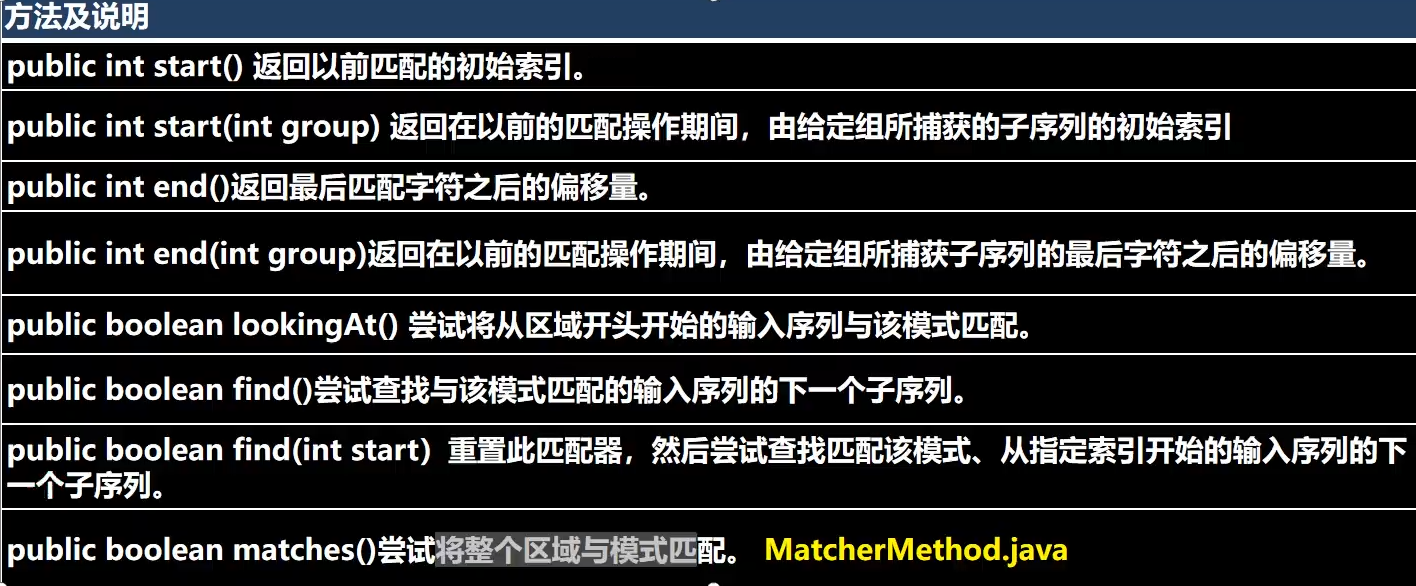 方法及说明
public int start() 返回以前匹配的初始索引。
public int start(int group) 返回在以前的匹配操作期间，由给定组所捕获的子序列的初始索引
public int end()返回最后匹配字符之后的偏移量。
public int end(int group)返回在以前的匹配操作期间，由给定组所捕获子序列的最后字符之后的偏移量。
public boolean lookingAt() 尝试将从区域开头开始的输入序列与该模式匹配。
public boolean find()尝试查找与该模式匹配的输入序列的下一个子序列。
public boolean find(int start) 重置此匹配器，然后尝试查找匹配该模式、从指定索引开始的输入序列的下
一个子序列。
public boolean matches()尝试将整个区域与模式匹配。 MatcherMethod.java